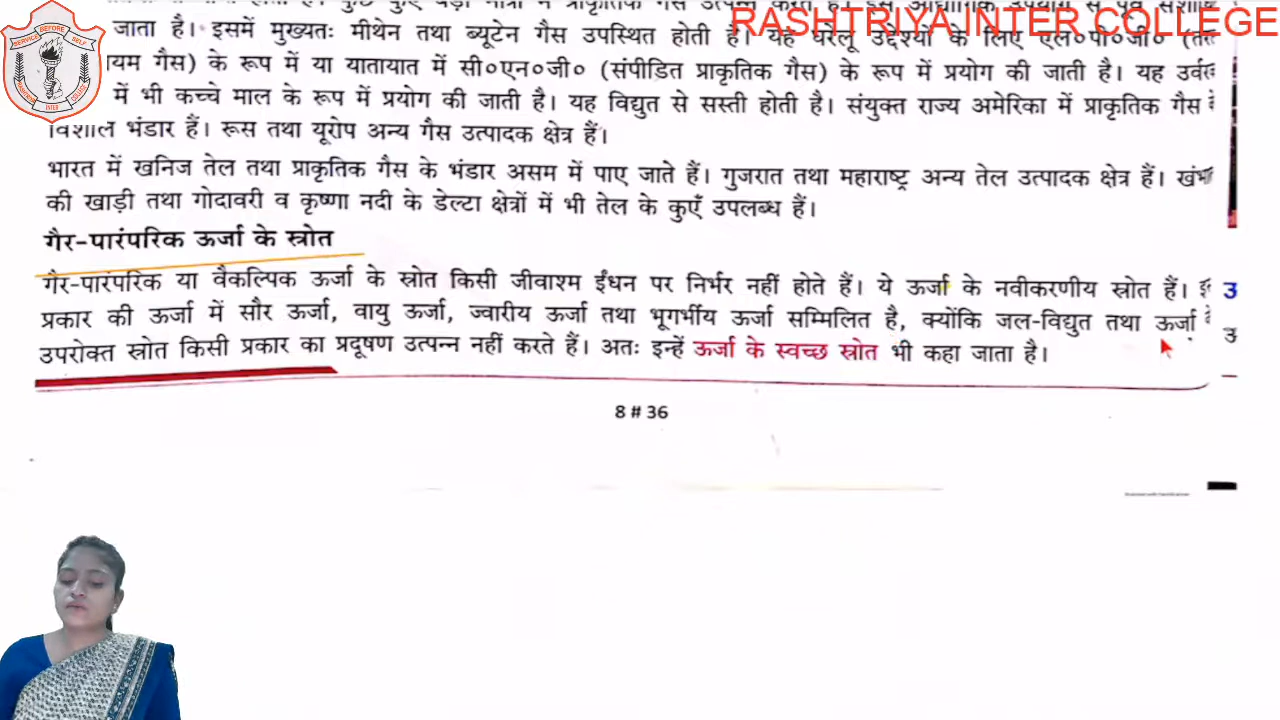 RASHTRIYA INTER COLLEGE
SERVICE BEFORE SELF
INTER
जाता है। इसमें मुख्यतः मीथेन तथा ब्यूटेन गैस उपस्थित होती है। यह घरेलू उद्देश्यों के लिए एल०पी०जी०
गैस) के रूप में या यातायात में सी०एन०जी० (संपीडित प्राकृतिक गैस) के रूप में प्रयोग की जाती है। यह
में भी कच्चे माल के रूप में प्रयोग की जाती है। यह विद्युत से सस्ती होती है। संयुक्त राज्य अमेरिका में प्राकृतिक गैस
विशाल भंडार हैं। रूस तथा यूरोप अन्य गैस उत्पादक क्षेत्र हैं।
भारत में खनिज तेल तथा प्राकृतिक गैस के भंडार असम में पाए जाते हैं। गुजरात तथा महाराष्ट्र अन्य तेल उत्पादक क्षेत्र हैं।
की खाड़ी तथा गोदावरी व कृष्णा नदी के डेल्टा क्षेत्रों में भी तेल के कुएँ उपलब्ध हैं।
गैर-पारंपरिक ऊर्जा के स्रोत
गैर-पारंपरिक या वैकल्पिक ऊर्जा के स्रोत किसी जीवाश्म ईंधन पर निर्भर नहीं होते हैं। ये ऊर्जा के नवीकरणीय स्रोत हैं।
प्रकार की ऊर्जा में सौर ऊर्जा, वायु ऊर्जा, ज्वारीय ऊर्जा तथा भूगर्भीय ऊर्जा सम्मिलित है, क्योंकि जल-विद्युत तथा ऊर्जा
उपरोक्त स्रोत किसी प्रकार का प्रदूषण उत्पन्न नहीं करते हैं। अतः इन्हें ऊर्जा के स्वच्छ स्रोत भी कहा जाता है।
8 # 36